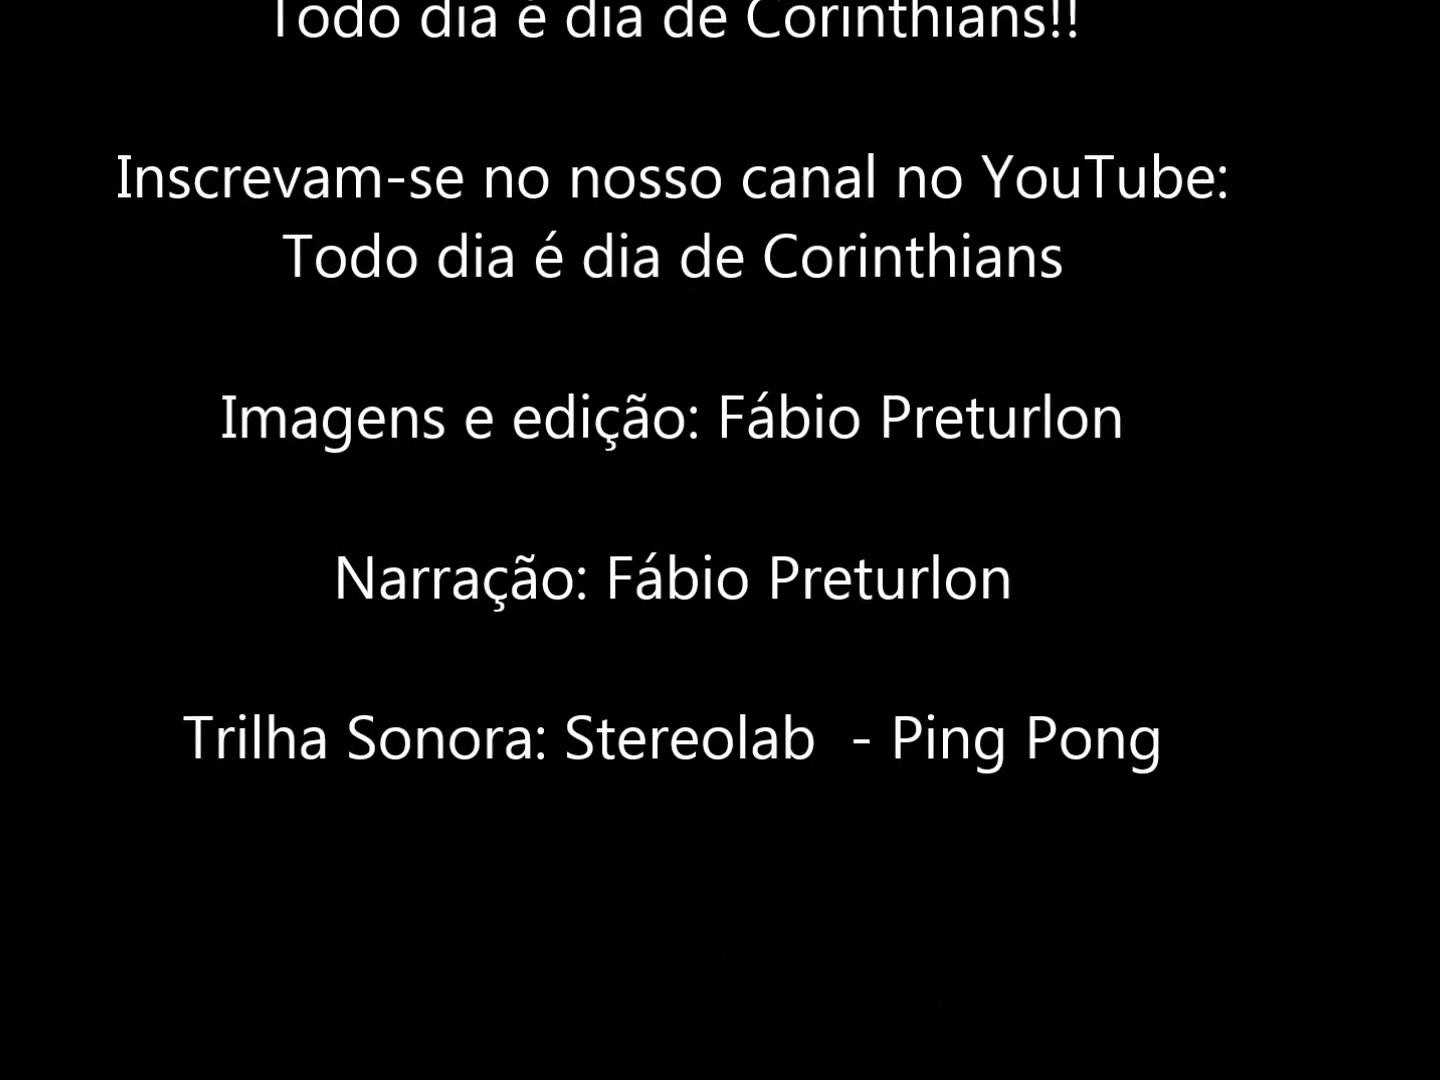 Todo dia é dia de Corinthians!!
Inscrevam-se no nosso canal no YouTube:
Todo dia é dia de Corinthians
Imagens e edição: Fábio Preturlon
Narração: Fábio Preturlon
Trilha Sonora: Stereolab  - Ping Pong